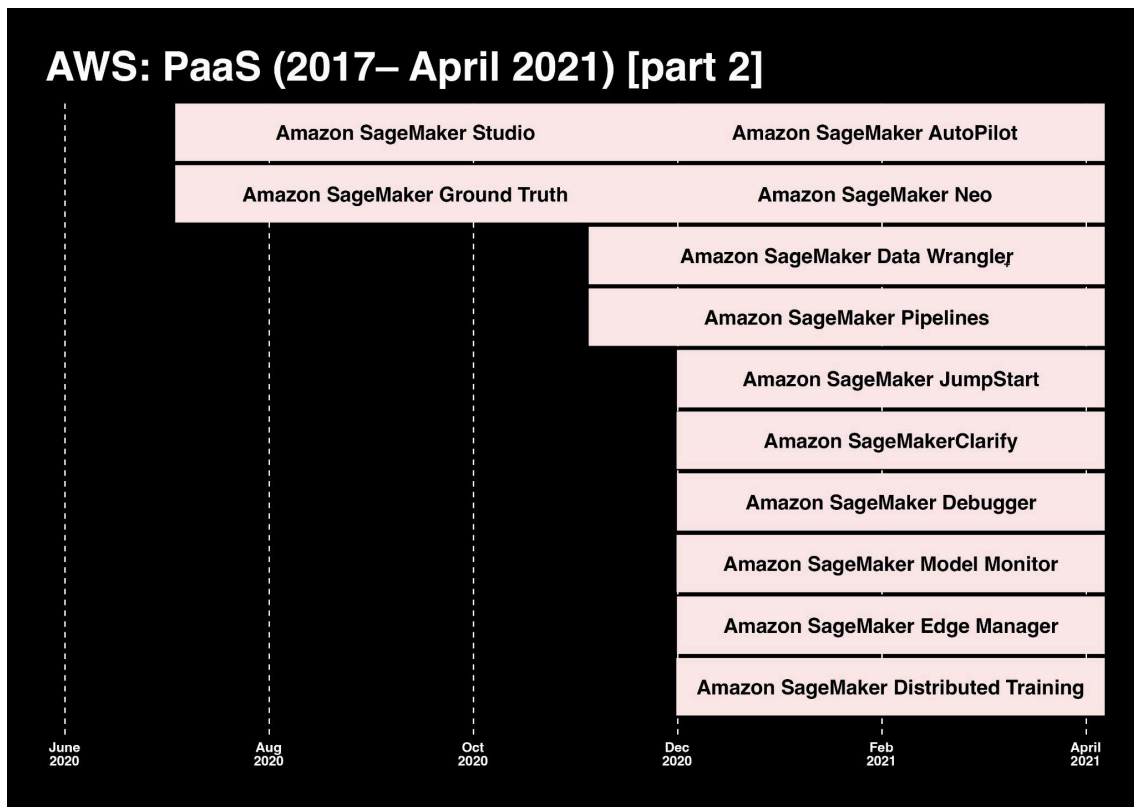 AWS: PaaS (2017– April 2021) [part 2]
Amazon SageMaker Studio Amazon SageMaker AutoPilot
Amazon SageMaker Ground Truth Amazon SageMaker Neo
Amazon SageMaker Data Wrangler
Amazon SageMaker Pipelines
Amazon SageMaker JumpStart
Amazon SageMakerClarify
Amazon SageMaker Debugger
Amazon SageMaker Model Monitor
Amazon SageMaker Edge Manager
Amazon SageMaker Distributed Training
June Aug Oct Dec Feb April
2020 2020 2020 2020 2021 2021